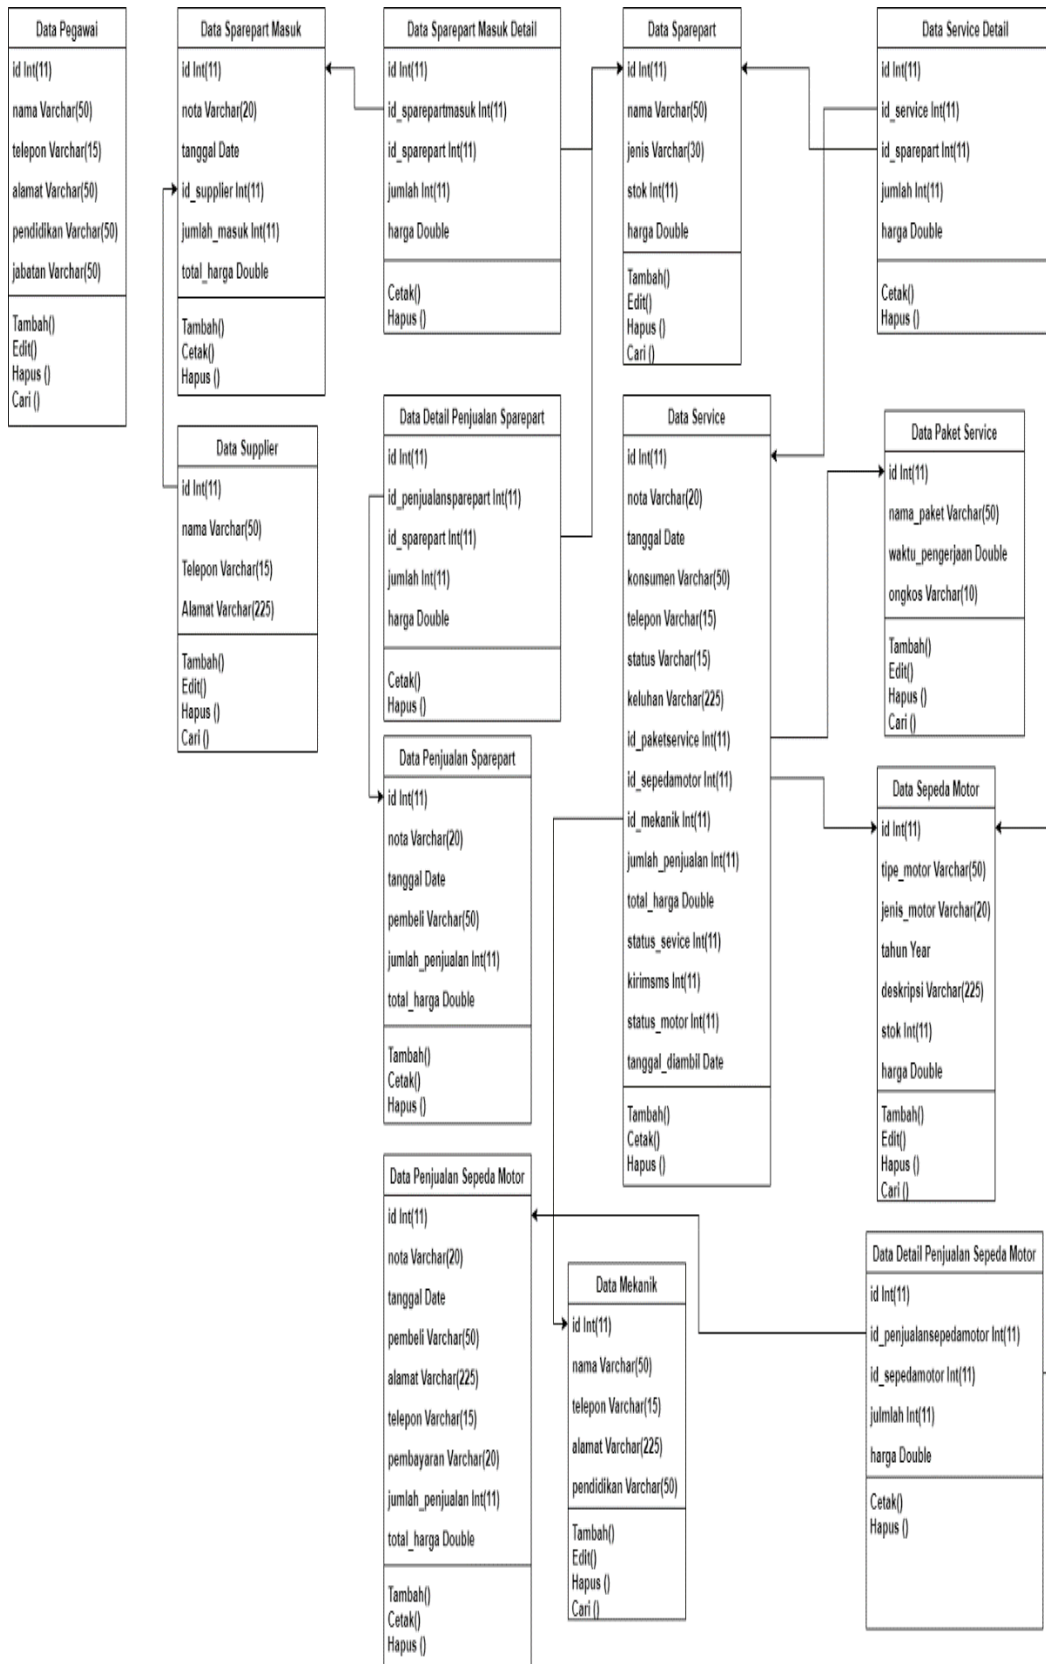 Data Pegawai
id Int(11)
nama Varchar(50)
telepon Varchar(15)
alamat Varchar(50)
pendidikan Varchar(50)
jabatan Varchar(50)
Tambah()
Edit()
Hapus ()
Cari ()
Data Sparepart Masuk
id Int(11)
nota Varchar(20)
tanggal Date
id_supplier Int(11)
jumlah_masuk Int(11)
total_harga Double
Tambah()
Cetak()
Hapus ()
Data Sparepart Masuk Detail
id Int(11)
id_sparepartmasuk Int(11)
id_sparepart Int(11)
jumlah Int(11)
harga Double
Cetak()
Hapus ()
Data Sparepart
id Int(11)
nama Varchar(50)
jenis Varchar(30)
stok Int(11)
harga Double
Tambah()
Edit()
Hapus ()
Cari ()
Data Service Detail
id Int(11)
id_service Int(11)
id_sparepart Int(11)
jumlah Int(11)
harga Double
Cetak()
Hapus ()
Data Supplier
id Int(11)
nama Varchar(50)
Telepon Varchar(15)
Alamat Varchar(225)
Tambah()
Edit()
Hapus ()
Cari ()
Data Detail Penjualan Sparepart
id Int(11)
id_penjualansparepart Int(11)
id_sparepart Int(11)
jumlah Int(11)
harga Double
Cetak()
Hapus ()
Data Service
id Int(11)
nota Varchar(20)
tanggal Date
konsumen Varchar(50)
telepon Varchar(15)
status Varchar(15)
keluhan Varchar(225)
id_paketservice Int(11)
id_sepedamotor Int(11)
id_mekanik Int(11)
jumlah_penjualan Int(11)
total_harga Double
status_sevice Int(11)
kirimsms Int(11)
status_motor Int(11)
tanggal_diambil Date
Tambah()
Cetak()
Hapus ()
Data Paket Service
id Int(11)
nama_paket Varchar(50)
waktu_pengerjaan Double
ongkos Varchar(10)
Tambah()
Edit()
Hapus ()
Cari ()
Data Penjualan Sparepart
id Int(11)
nota Varchar(20)
tanggal Date
pembeli Varchar(50)
jumlah_penjualan Int(11)
total_harga Double
Tambah()
Cetak()
Hapus ()
Data Sepeda Motor
id Int(11)
tipe_motor Varchar(50)
jenis_motor Varchar(20)
tahun Year
deskripsi Varchar(225)
stok Int(11)
harga Double
Tambah()
Edit()
Hapus ()
Cari ()
Data Penjualan Sepeda Motor
id Int(11)
nota Varchar(20)
tanggal Date
pembeli Varchar(50)
alamat Varchar(225)
telepon Varchar(15)
pembayaran Varchar(20)
jumlah_penjualan Int(11)
total_harga Double
Tambah()
Cetak()
Hapus ()
Data Mekanik
id Int(11)
nama Varchar(50)
telepon Varchar(15)
alamat Varchar(225)
pendidikan Varchar(50)
Tambah()
Edit()
Hapus ()
Cari ()
Data Detail Penjualan Sepeda Motor
id Int(11)
id_penjualansepedamotor Int(11)
id_sepedamotor Int(11)
julmlah Int(11)
harga Double
Cetak()
Hapus ()